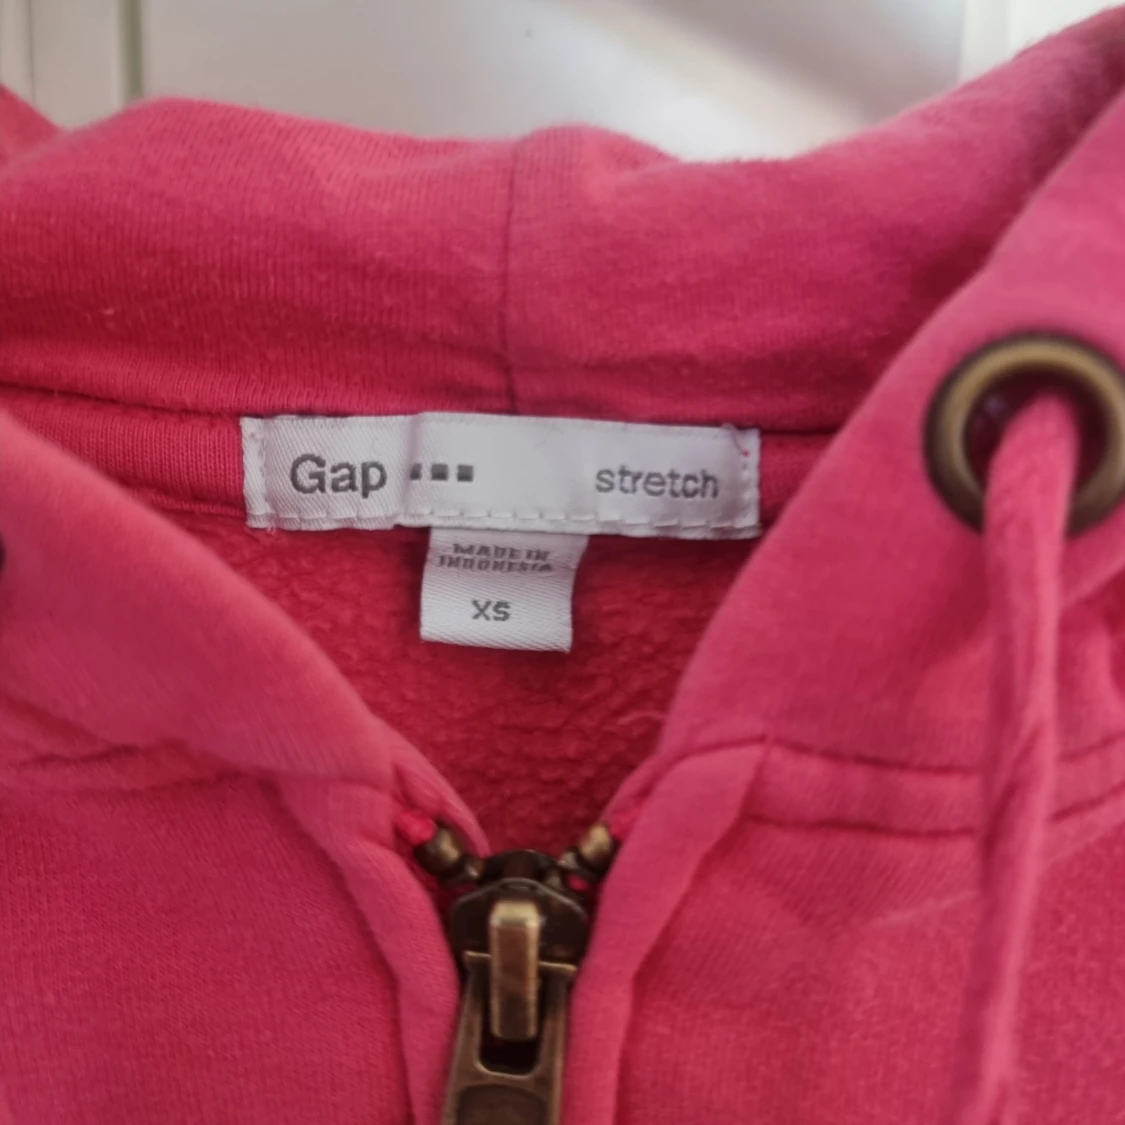 Gap ▪▪▪ stretch
MADE IN
INDONESIA
XS